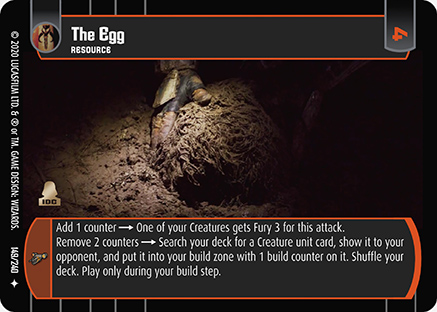 The Egg
RESOURCE
4
© 2020 LUCASFILM LTD. & ® or TM. GAME DESIGN: WIZARDS.
148/240
100
Add 1 counter → One of your Creatures gets Fury 3 for this attack.
Remove 2 counters → Search your deck for a Creature unit card, show it to your
opponent, and put it into your build zone with 1 build counter on it. Shuffle your
deck. Play only during your build step.